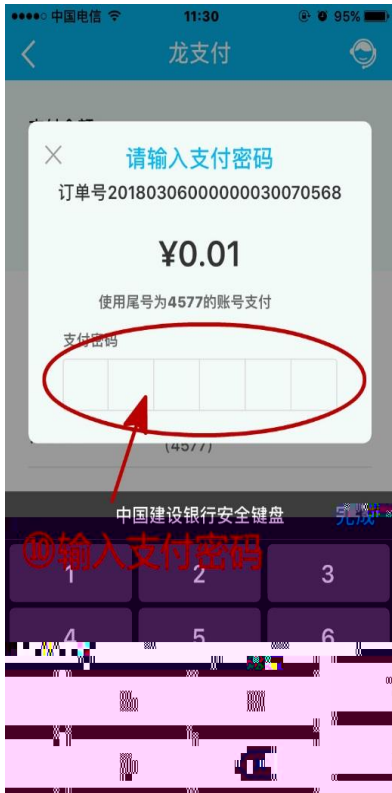 中国电信 11:30 95%
龙支付
请输入支付密码
订单号20180306000000030070568
¥0.01
使用尾号为4577的账号支付
支付密码
(4577)
中国建设银行安全键盘 完成
⑩输入支付密码
1 2 3
4 5 6